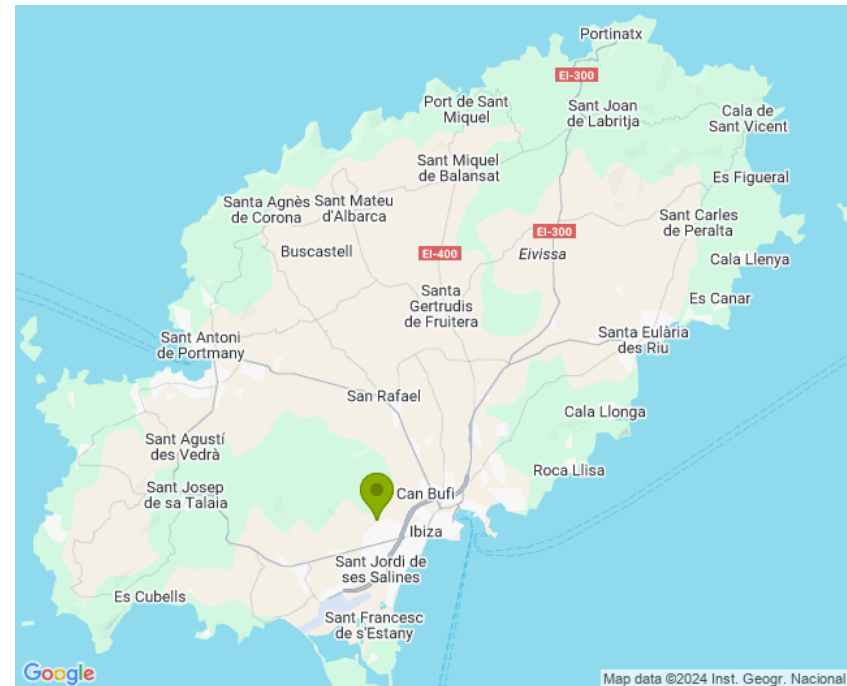 Portinatx
EI-300
Port de Sant
Miquel
Sant Joan
de Labritja
Cala de
Sant Vicent
Sant Miquel
de Balansat
Es Figueral
Santa Agnès
de Corona
Sant Mateu
d'Albarca
Sant Carles
de Peralta
EI-300
Buscastell
EI-400
Eivissa
Cala Llenya
Santa
Gertrudis
de Fruitera
Es Canar
Sant Antoni
de Portmany
Santa Eulària
des Riu
San Rafael
Cala Llonga
Sant Agustí
des Vedrà
Roca Llisa
Sant Josep
de sa Talaia
Can Bufi
Ibiza
Sant Jordi de
ses Salines
Es Cubells
Sant Francesc
de s'Estany
Google
Map data ©2024 Inst. Geogr. Nacional